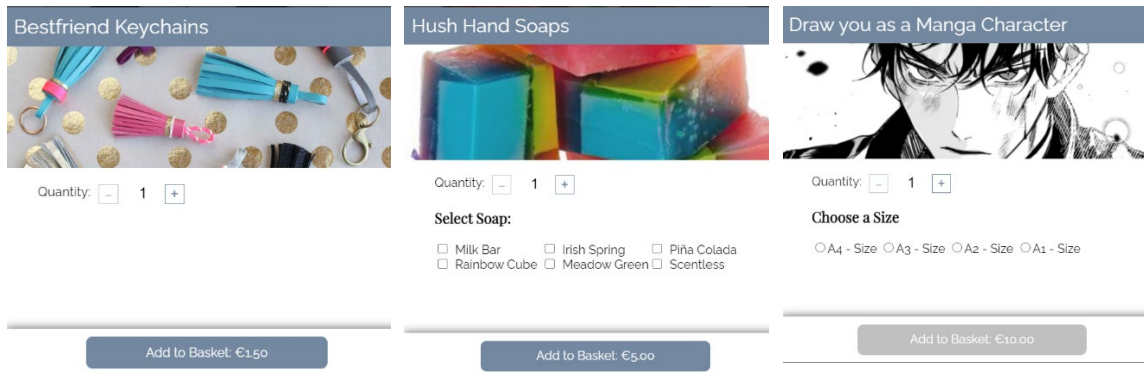 Bestfriend Keychains
Quantity: – 1 +
Add to Basket: €1.50
Hush Hand Soaps
Quantity: – 1 +
Select Soap:
Milk Bar Irish Spring Piña Colada
Rainbow Cube Meadow Green Scentless
Add to Basket: €5.00
Draw you as a Manga Character
Quantity: – 1 +
Choose a Size
A4 - Size A3 - Size A2 - Size A1 - Size
Add to Basket: €10.00